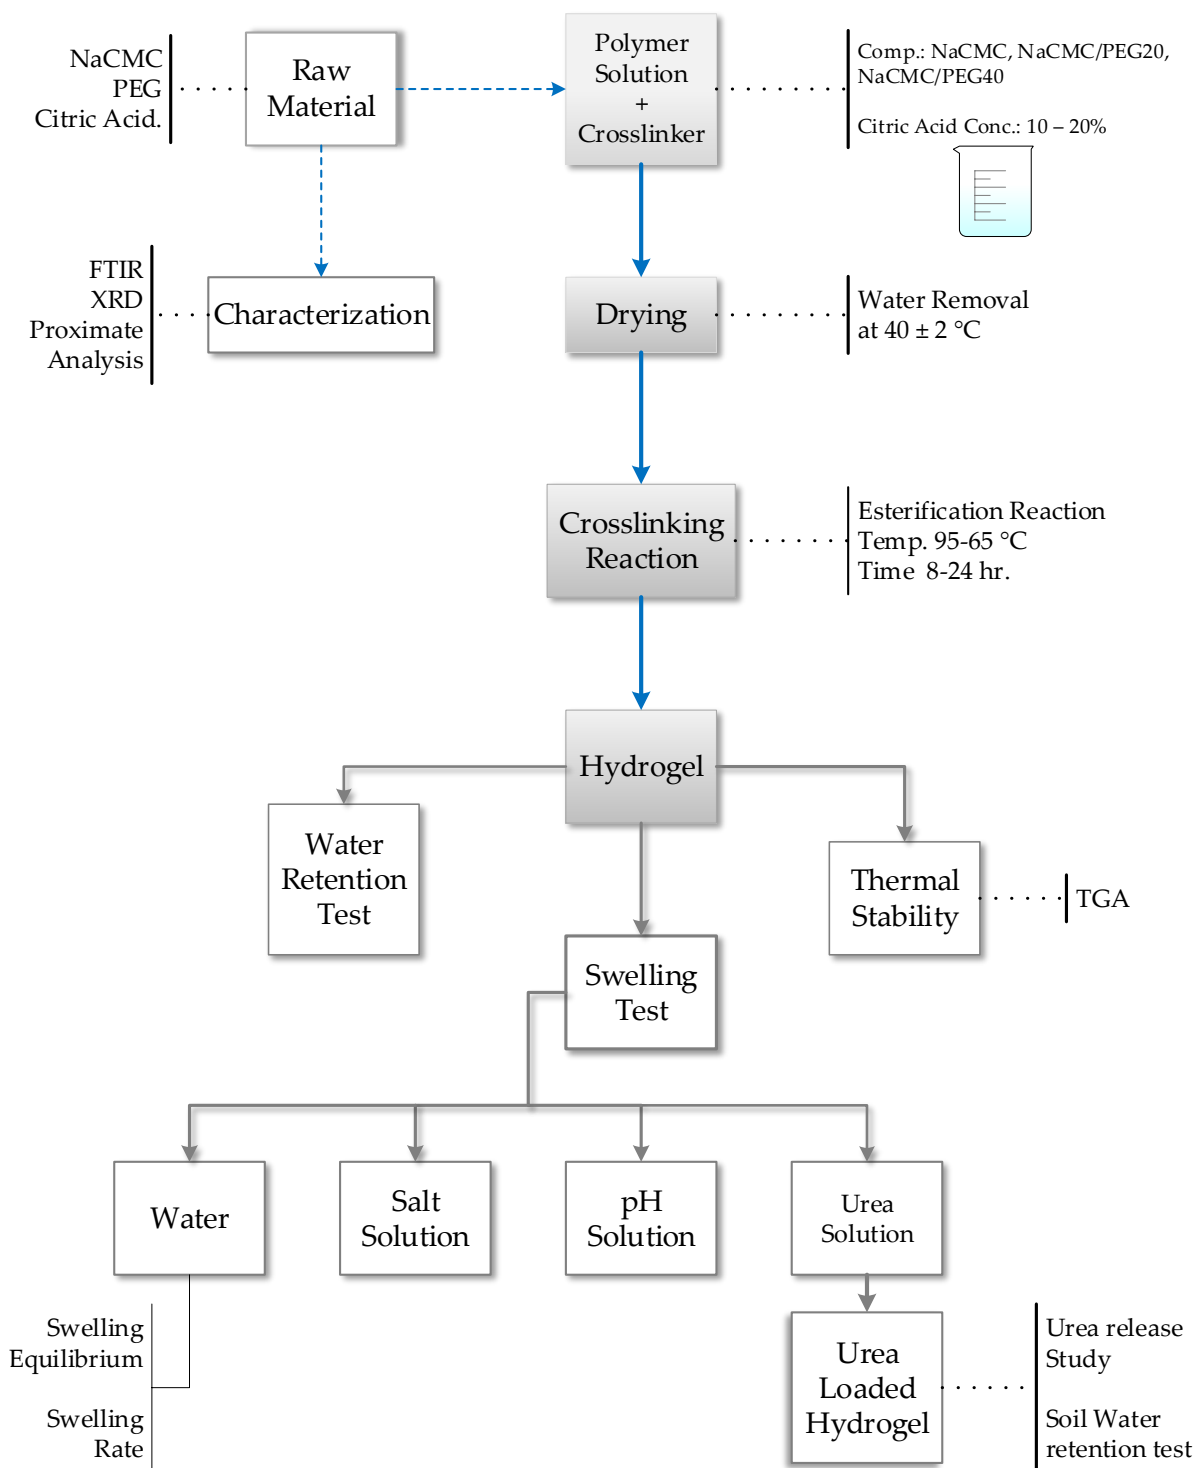 NaCMC
PEG
Citric Acid.
Raw
Material
Polymer
Solution
+
Crosslinker
Comp.: NaCMC, NaCMC/PEG20,
NaCMC/PEG40
Citric Acid Conc.: 10 – 20%
FTIR
XRD
Proximate
Analysis
Characterization
Drying
Water Removal
at 40 ± 2 °C
Crosslinking
Reaction
Esterification Reaction
Temp. 95-65 °C
Time 8-24 hr.
Hydrogel
Water
Retention
Test
Thermal
Stability
TGA
Swelling
Test
Water
Salt
Solution
pH
Solution
Urea
Solution
Swelling
Equilibrium
Swelling
Rate
Urea
Loaded
Hydrogel
Urea release
Study
Soil Water
retention test